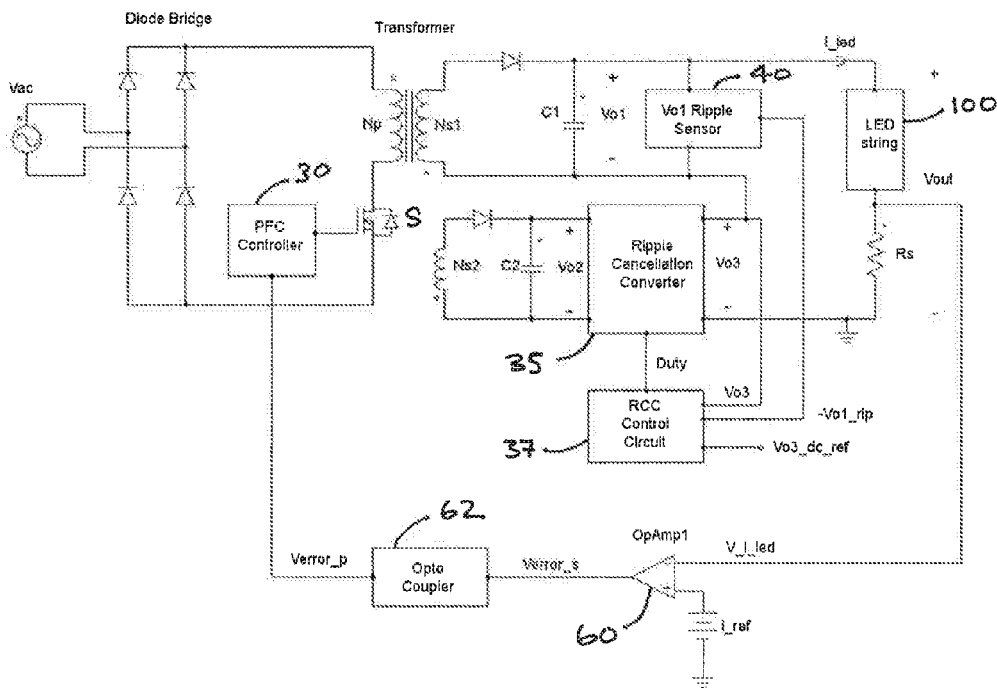 Diode Bridge
Transformer
Vac
Np
Ns1
C1
+
Vo1
-
40
Vo1 Ripple
Sensor
I_led
+
100
LED
string
Vout
Rs
30
PFC
Controller
S
Ns2
C2
+
Vo2
-
Ripple
Cancellation
Converter
+
Vo3
-
35
Duty
RCC
Control
Circuit
37
Vo3
-Vo1_rip
Vo3_dc_ref
62
Opto
Coupler
Verror_p
Verror_s
OpAmp1
V_I_led
60
I_ref